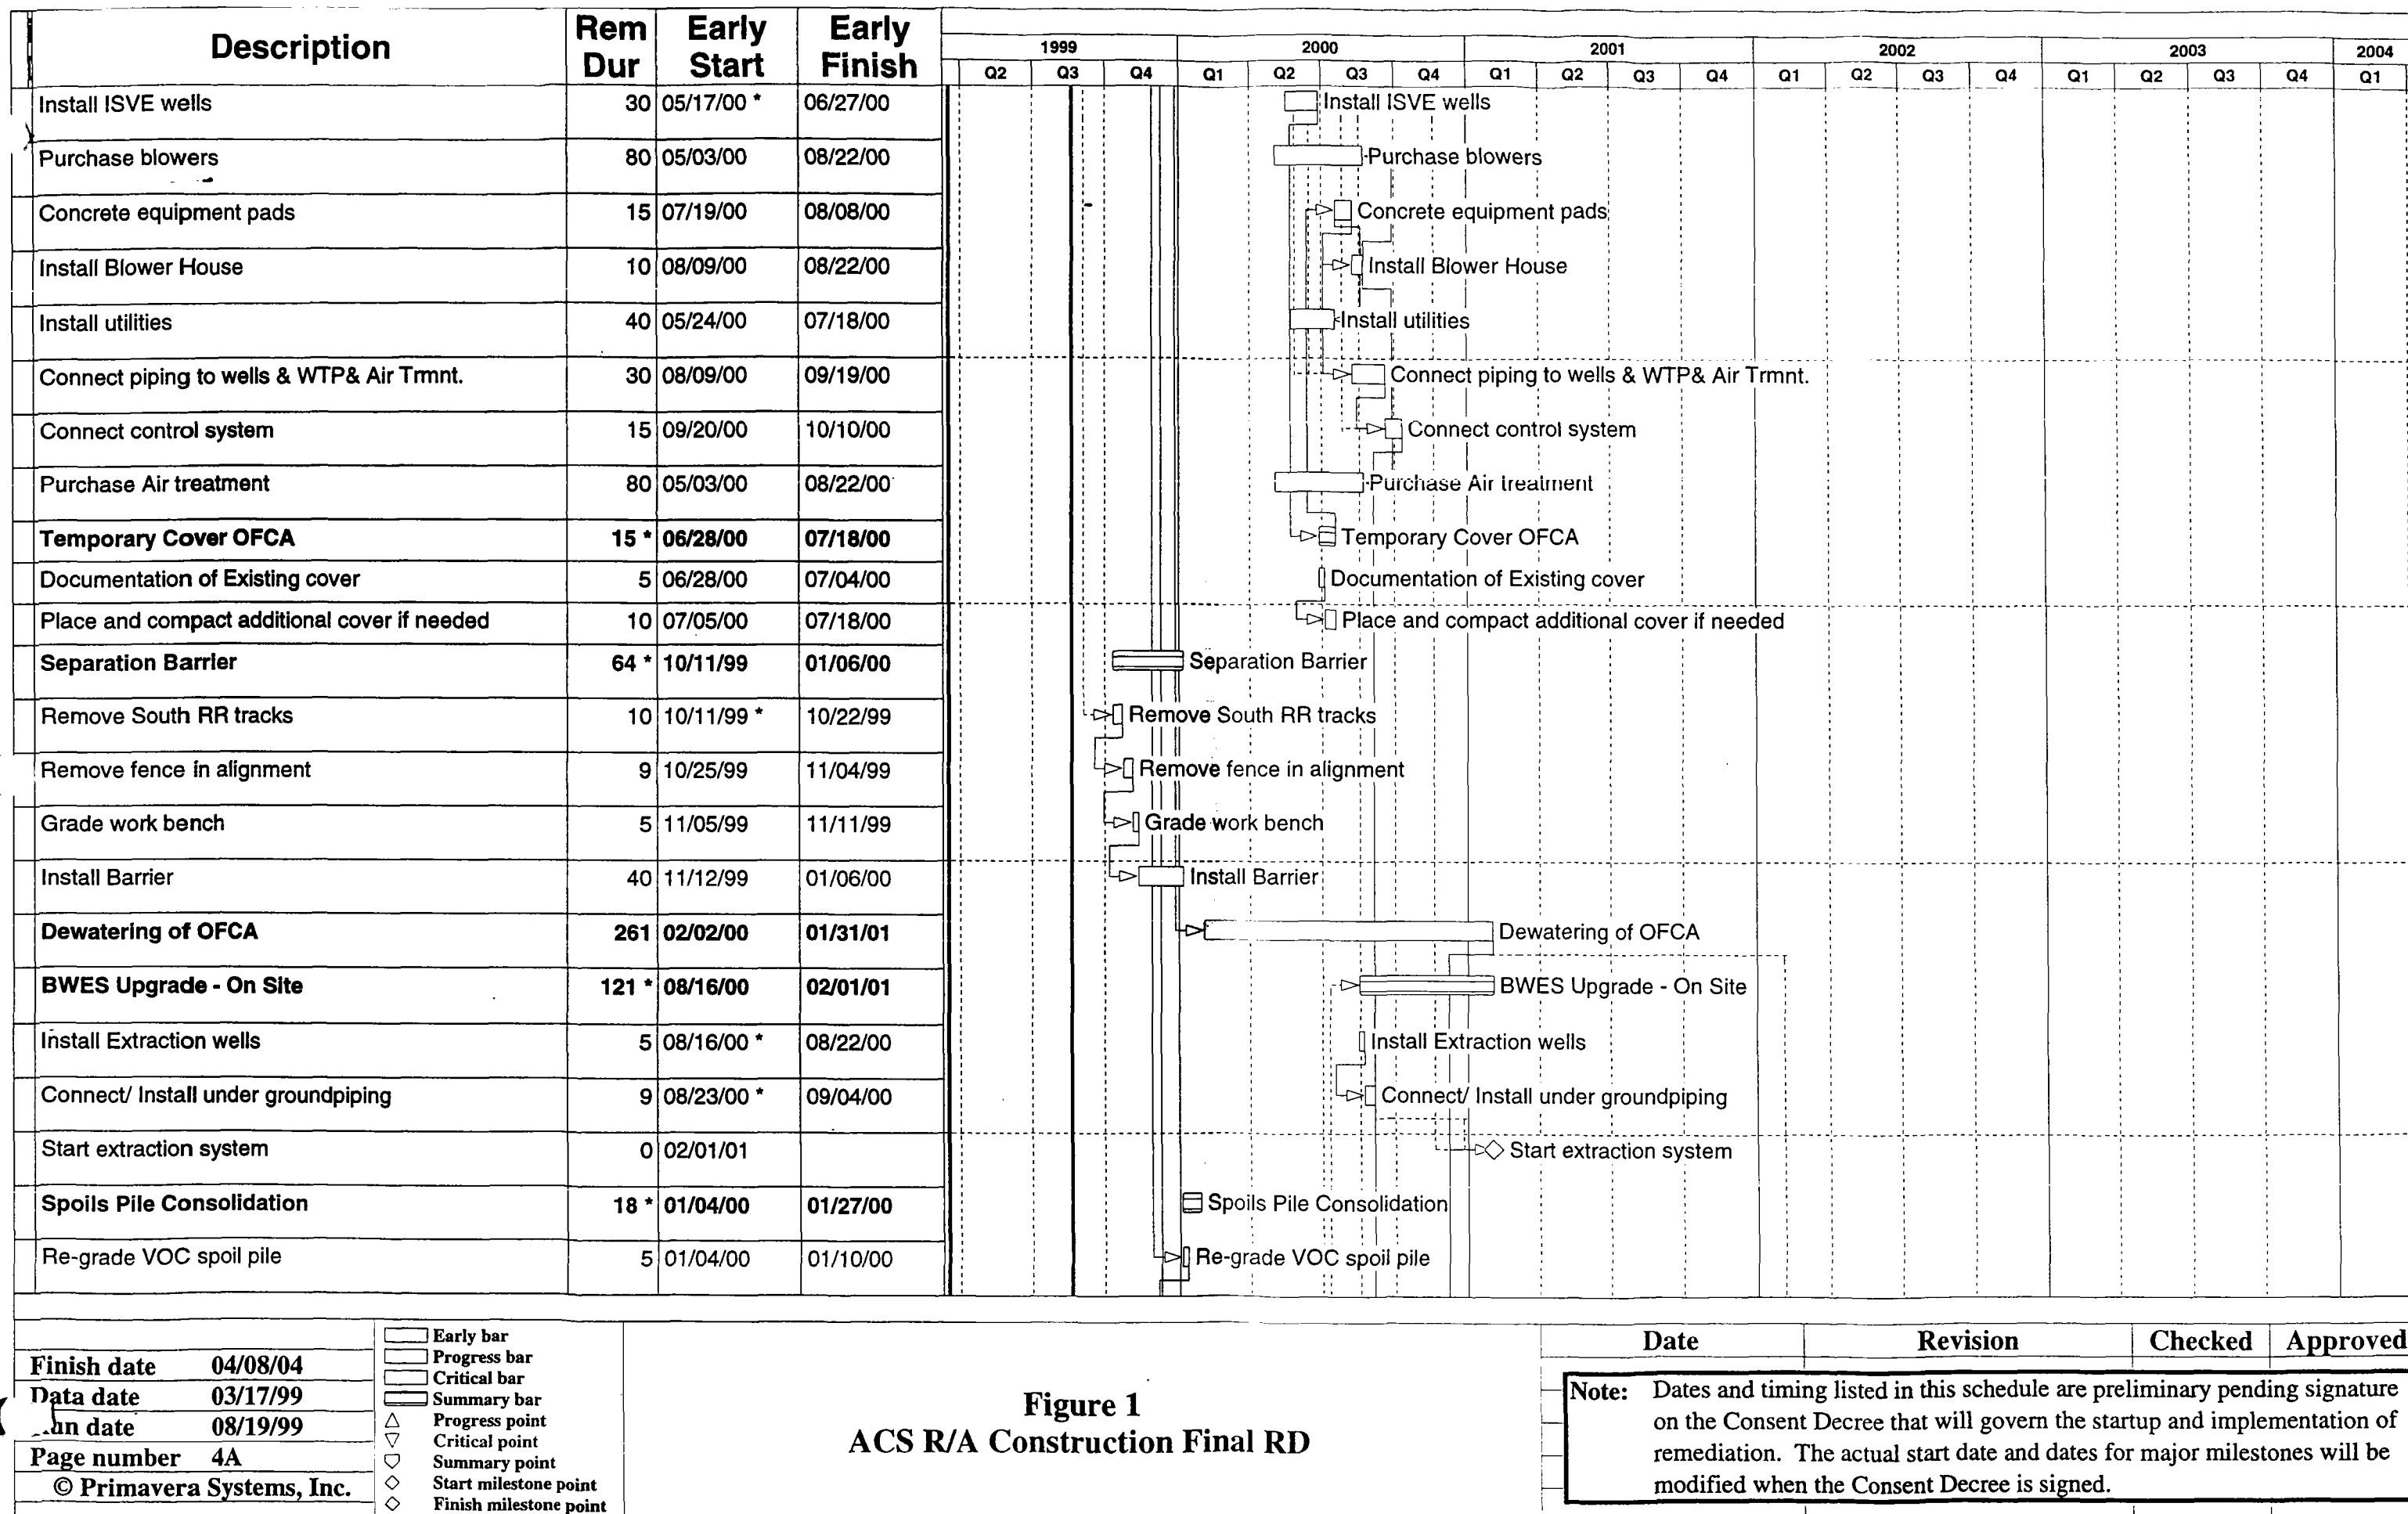 Description Rem Dur Early Start Early Finish
1999 2000 2001 2002 2003 2004
Q2 Q3 Q4 Q1 Q2 Q3 Q4 Q1 Q2 Q3 Q4 Q1 Q2 Q3 Q4 Q1 Q2 Q3 Q4 Q1
Install ISVE wells 30 05/17/00 * 06/27/00 Install ISVE wells
Purchase blowers 80 05/03/00 08/22/00 Purchase blowers
Concrete equipment pads 15 07/19/00 08/08/00 Concrete equipment pads
Install Blower House 10 08/09/00 08/22/00 Install Blower House
Install utilities 40 05/24/00 07/18/00 Install utilities
Connect piping to wells & WTP& Air Trmnt. 30 08/09/00 09/19/00 Connect piping to wells & WTP& Air Trmnt.
Connect control system 15 09/20/00 10/10/00 Connect control system
Purchase Air treatment 80 05/03/00 08/22/00 Purchase Air treatment
Temporary Cover OFCA 15 * 06/28/00 07/18/00 Temporary Cover OFCA
Documentation of Existing cover 5 06/28/00 07/04/00 Documentation of Existing cover
Place and compact additional cover if needed 10 07/05/00 07/18/00 Place and compact additional cover if needed
Separation Barrier 64 * 10/11/99 01/06/00 Separation Barrier
Remove South RR tracks 10 10/11/99 * 10/22/99 Remove South RR tracks
Remove fence in alignment 9 10/25/99 11/04/99 Remove fence in alignment
Grade work bench 5 11/05/99 11/11/99 Grade work bench
Install Barrier 40 11/12/99 01/06/00 Install Barrier
Dewatering of OFCA 261 02/02/00 01/31/01 Dewatering of OFCA
BWES Upgrade - On Site 121 * 08/16/00 02/01/01 BWES Upgrade - On Site
Install Extraction wells 5 08/16/00 * 08/22/00 Install Extraction wells
Connect/ Install under groundpiping 9 08/23/00 * 09/04/00 Connect/ Install under groundpiping
Start extraction system 0 02/01/01 Start extraction system
Spoils Pile Consolidation 18 * 01/04/00 01/27/00 Spoils Pile Consolidation
Re-grade VOC spoil pile 5 01/04/00 01/10/00 Re-grade VOC spoil pile
Finish date 04/08/04
Data date 03/17/99
date 08/19/99
Page number 4A
© Primavera Systems, Inc.
Early bar
Progress bar
Critical bar
Summary bar
Progress point
Critical point
Summary point
Start milestone point
Finish milestone point
Figure 1
ACS R/A Construction Final RD
Date Revision Checked Approved
Note: Dates and timing listed in this schedule are preliminary pending signature
on the Consent Decree that will govern the startup and implementation of
remediation. The actual start date and dates for major milestones will be
modified when the Consent Decree is signed.